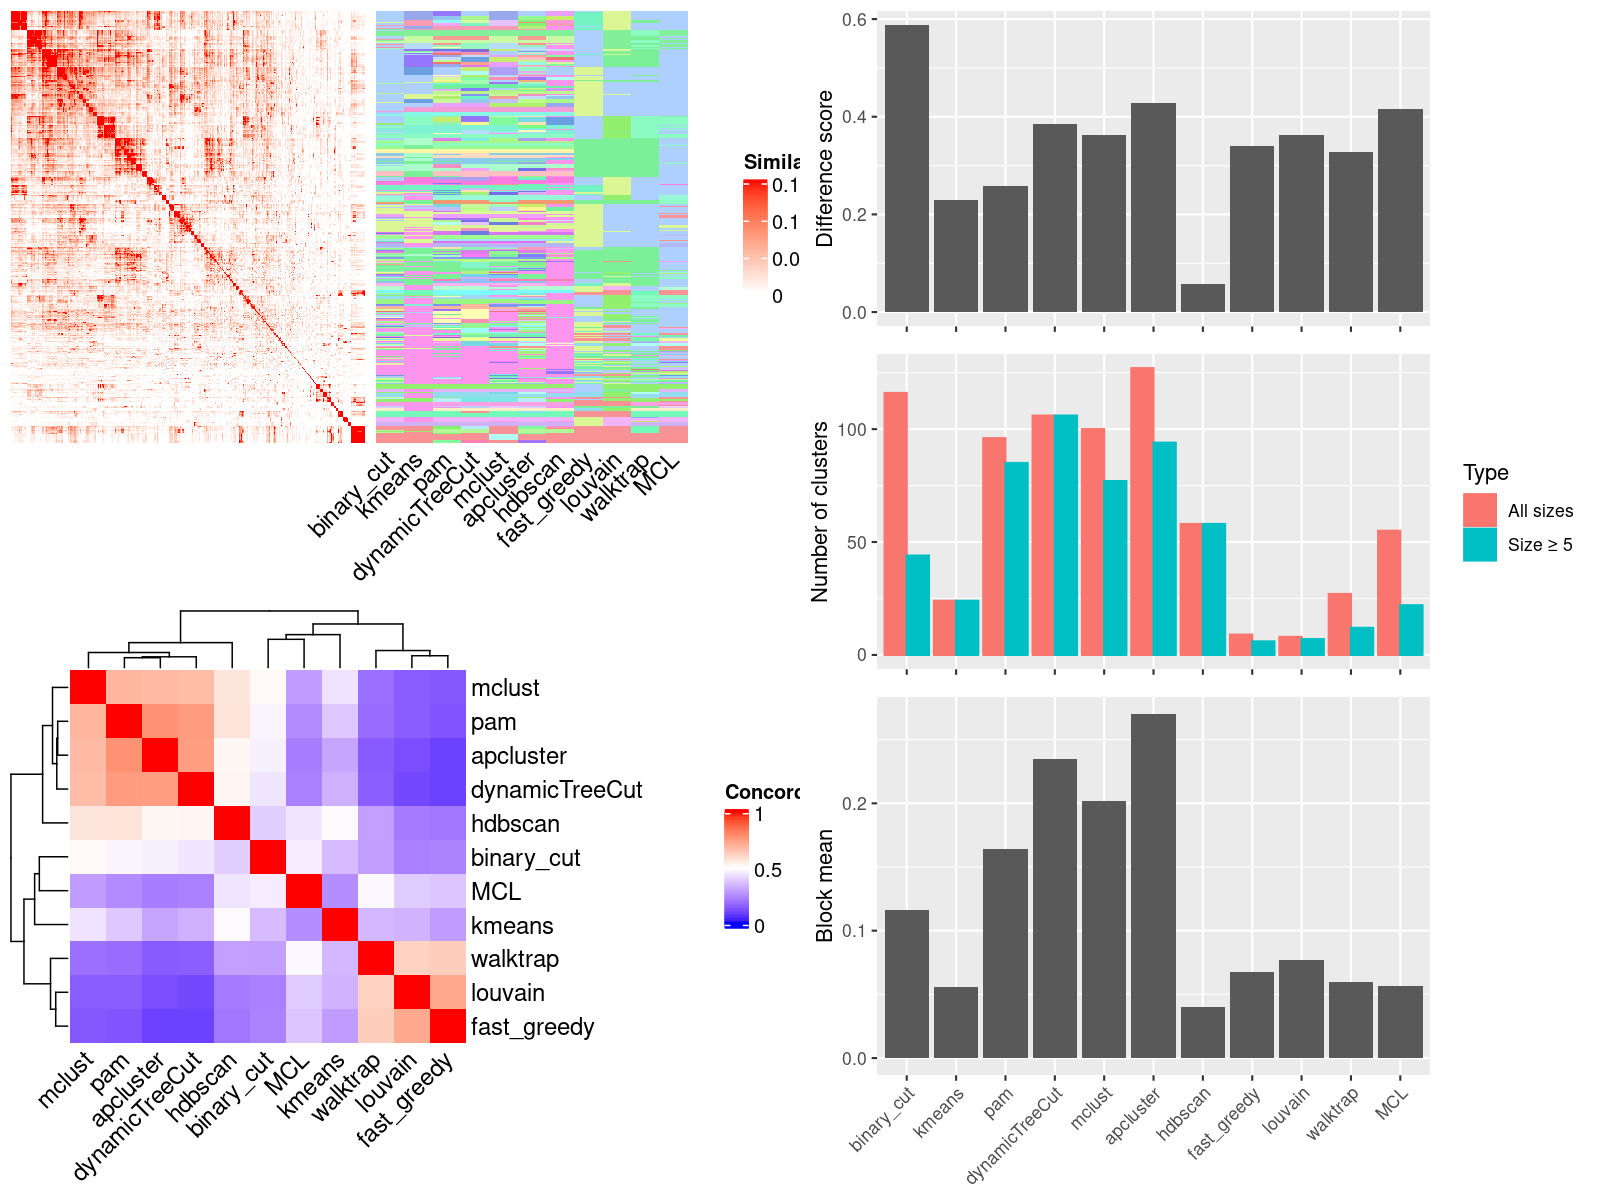 Simila
0.1
0.1
0.0
0
binary_cut
kmeans
pam
dynamicTreeCut
mclust
apcluster
hdbscan
fast_greedy
louvain
walktrap
MCL
mclust
pam
apcluster
dynamicTreeCut
hdbscan
binary_cut
MCL
kmeans
walktrap
louvain
fast_greedy
mclust
pam
apcluster
dynamicTreeCut
hdbscan
binary_cut
MCL
kmeans
walktrap
louvain
fast_greedy
Concord
1
0.5
0
Difference score
0.6
0.4
0.2
0.0
Number of clusters
100
50
0
Type
All sizes
Size ≥ 5
Block mean
0.2
0.1
0.0
binary_cut
kmeans
pam
dynamicTreeCut
mclust
apcluster
hdbscan
fast_greedy
louvain
walktrap
MCL